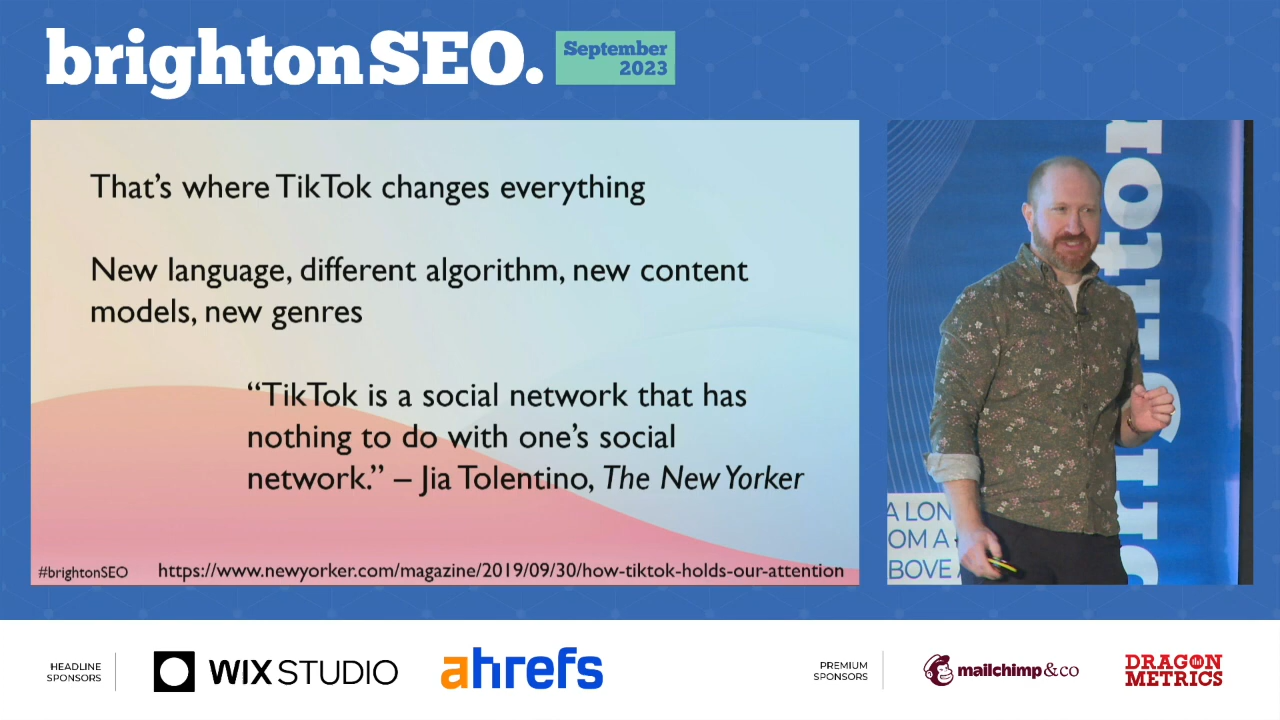 brightonSEO.
September
2023
That's where TikTok changes everything
New language, different algorithm, new content
models, new genres
“TikTok is a social network that has
nothing to do with one's social
network.” – Jia Tolentino, The New Yorker
#brightonSEO
https://www.newyorker.com/magazine/2019/09/30/how-tiktok-holds-our-attention
A LON
OM A
BOVE
HEADLINE
SPONSORS
WIX STUDIO
ahrefs
PREMIUM
SPONSORS
mailchimp&co
DRAGON
METRICS